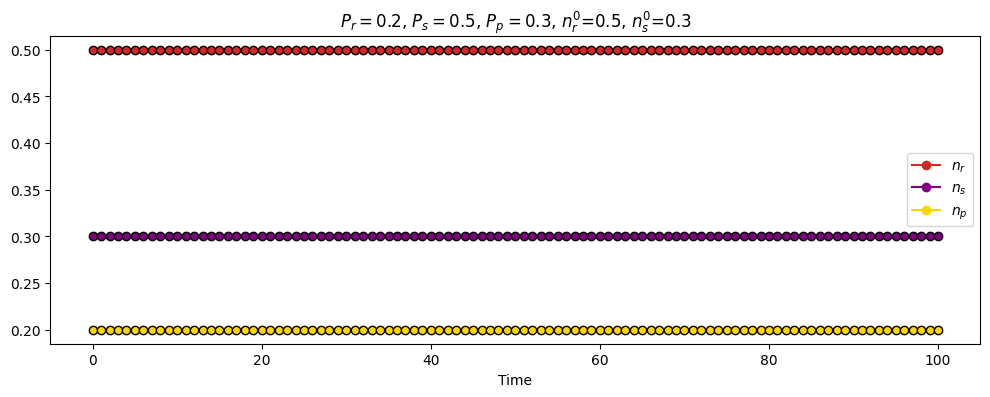 $P_r = 0.2$, $P_s = 0.5$, $P_p = 0.3$, $n_r^0$=0.5, $n_s^0$=0.3
0.50
0.45
0.40
0.35
0.30
0.25
0.20
$n_r$
$n_s$
$n_p$
0 20 40 60 80 100
Time